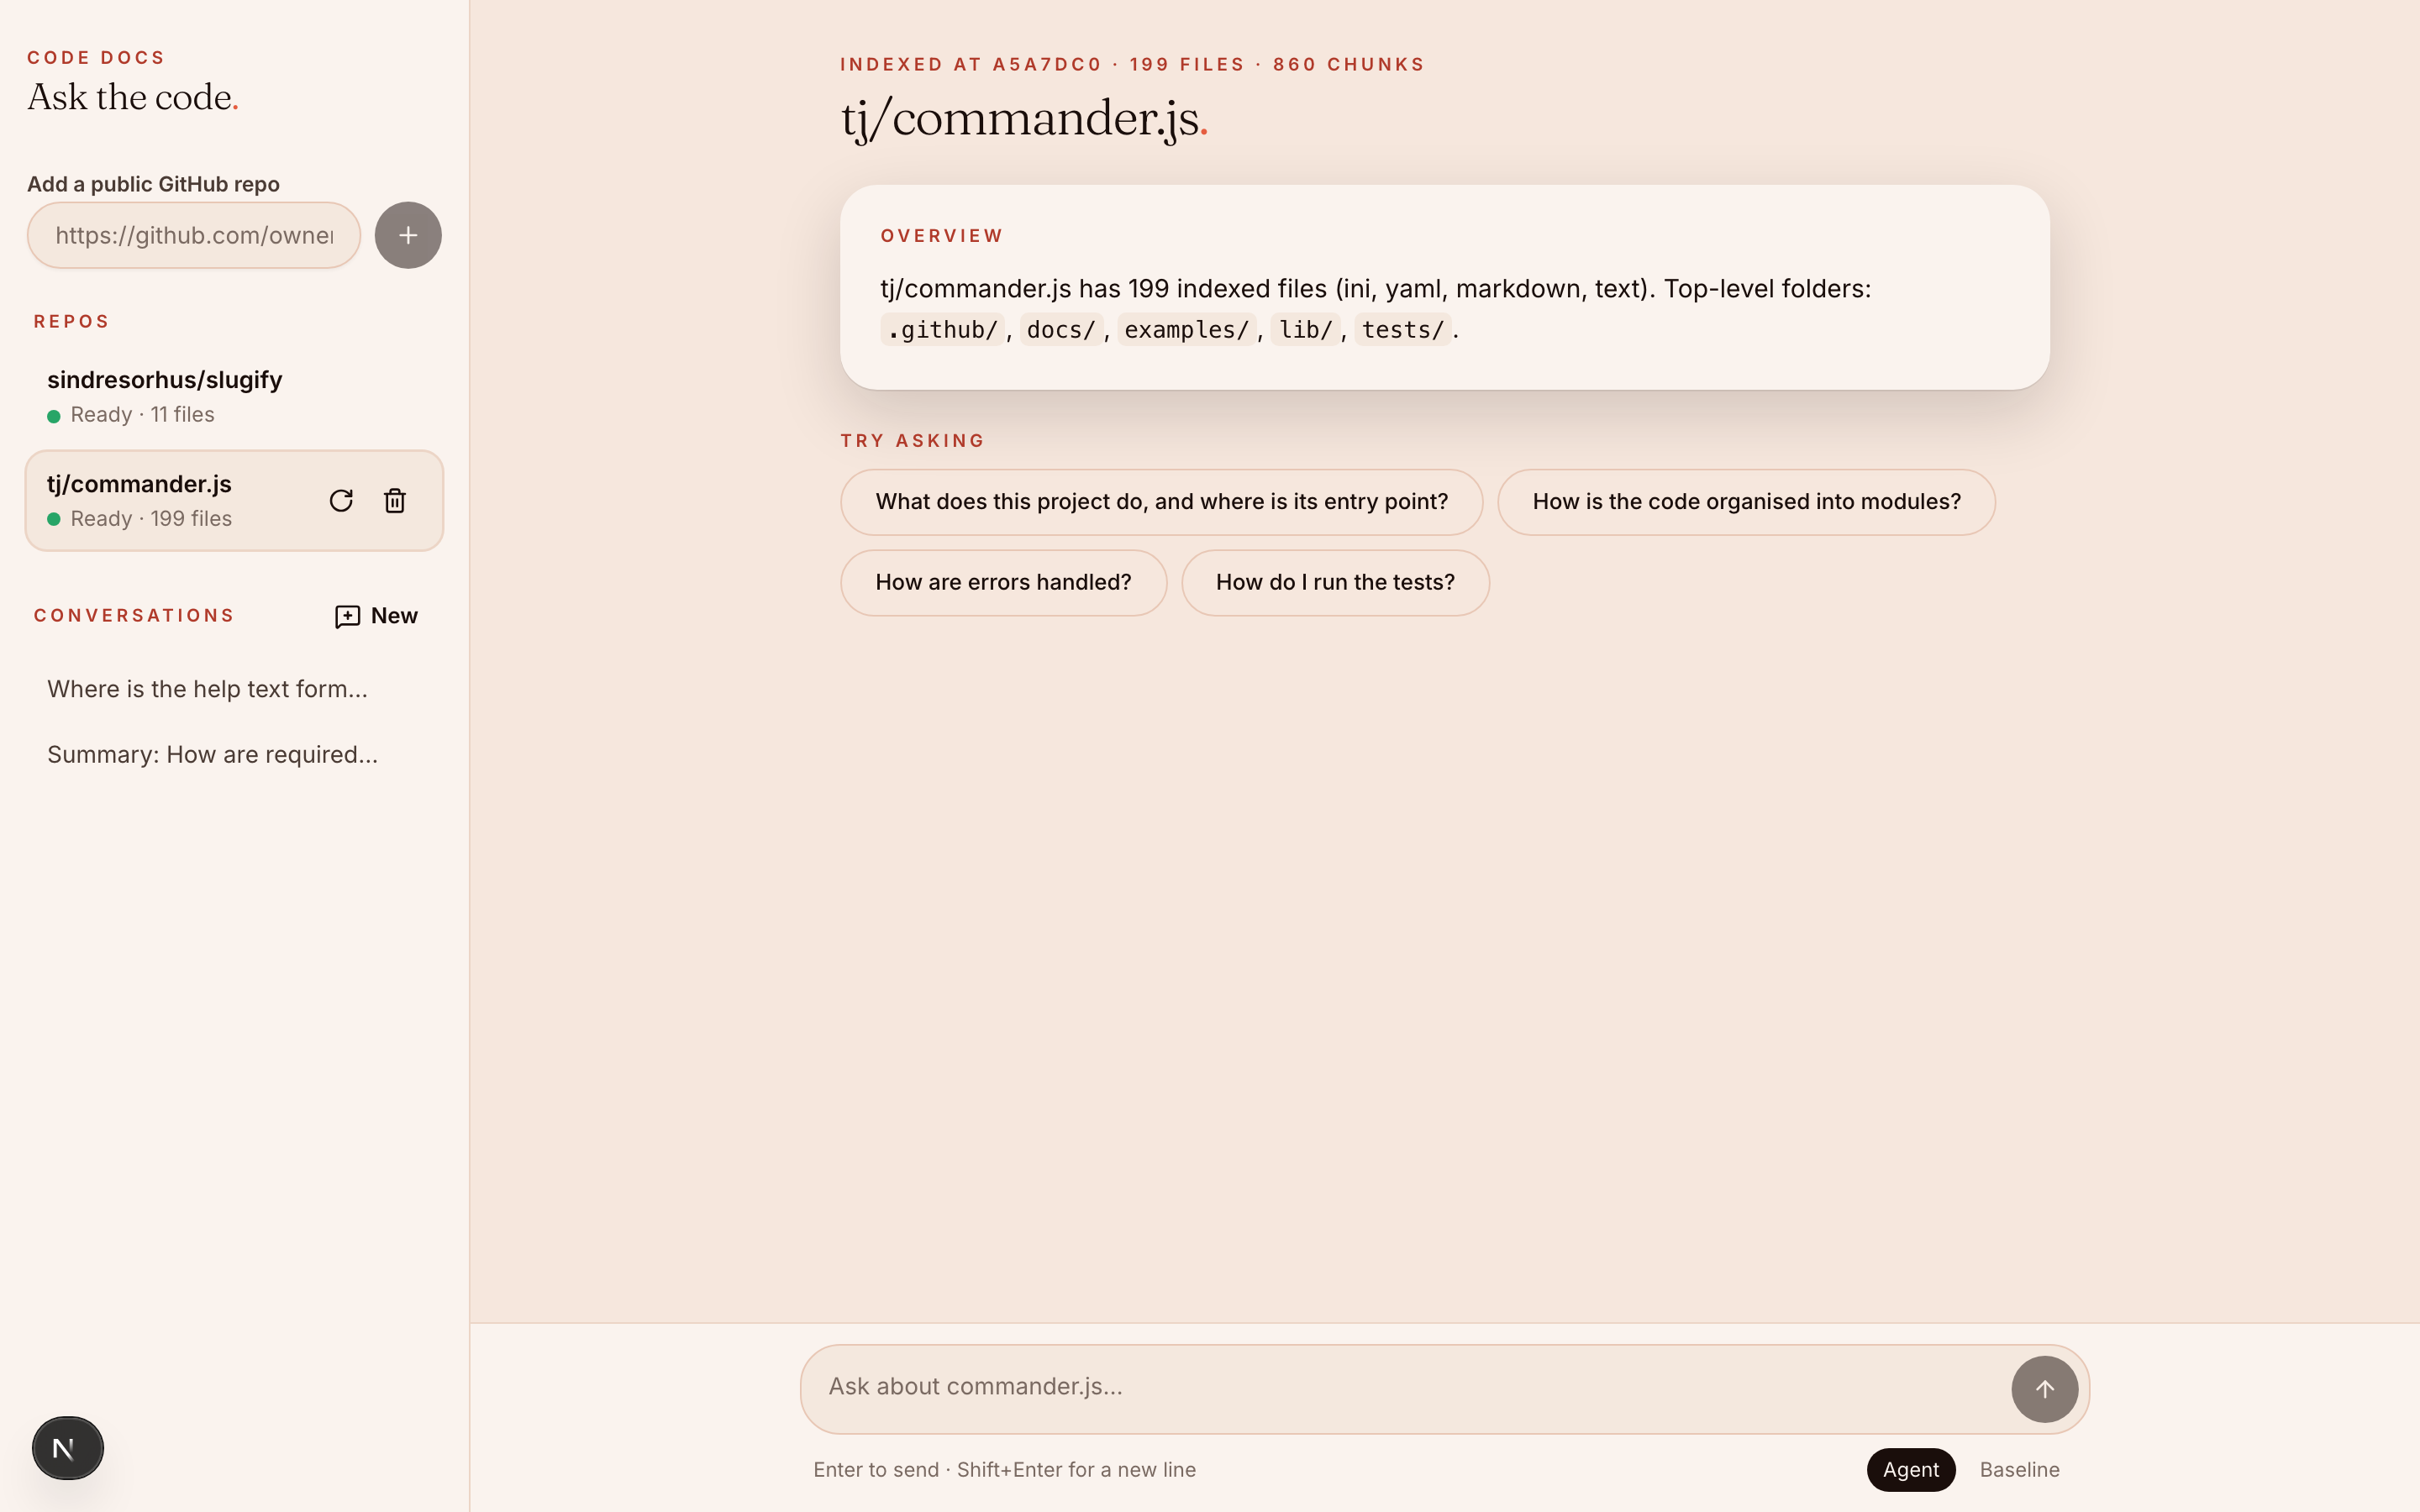 CODE DOCS
Ask the code.
Add a public GitHub repo
https://github.com/owner
REPOS
sindresorhus/slugify
Ready · 11 files
tj/commander.js
Ready · 199 files
CONVERSATIONS
New
Where is the help text form...
Summary: How are required...
N
INDEXED AT A5A7DC0 · 199 FILES · 860 CHUNKS
tj/commander.js.
OVERVIEW
tj/commander.js has 199 indexed files (ini, yaml, markdown, text). Top-level folders:
.github/, docs/, examples/, lib/, tests/.
TRY ASKING
What does this project do, and where is its entry point?
How is the code organised into modules?
How are errors handled?
How do I run the tests?
Ask about commander.js...
Enter to send · Shift+Enter for a new line
Agent
Baseline